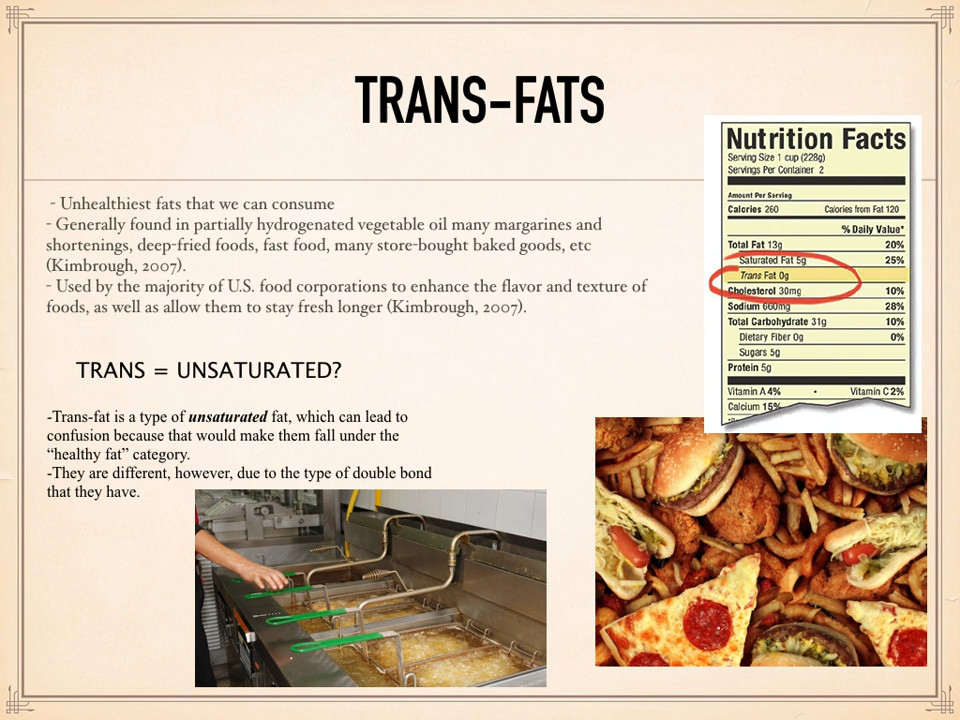 TRANS-FATS
- Unhealthiest fats that we can consume
- Generally found in partially hydrogenated vegetable oil many margarines and
shortenings, deep-fried foods, fast food, many store-bought baked goods, etc
(Kimbrough, 2007).
- Used by the majority of U.S. food corporations to enhance the flavor and texture of
foods, as well as allow them to stay fresh longer (Kimbrough, 2007).
TRANS = UNSATURATED?
-Trans-fat is a type of unsaturated fat, which can lead to
confusion because that would make them fall under the
“healthy fat” category.
-They are different, however, due to the type of double bond
that they have.
Nutrition Facts
Serving Size 1 cup (228g)
Servings Per Container 2
Amount Per Serving
Calories 260 Calories from Fat 120
% Daily Value*
Total Fat 13g 20%
Saturated Fat 5g 25%
Trans Fat 0g
Cholesterol 30mg 10%
Sodium 660mg 28%
Total Carbohydrate 31g 10%
Dietary Fiber 0g 0%
Sugars 5g
Protein 5g
Vitamin A 4% • Vitamin C 2%
Calcium 15%